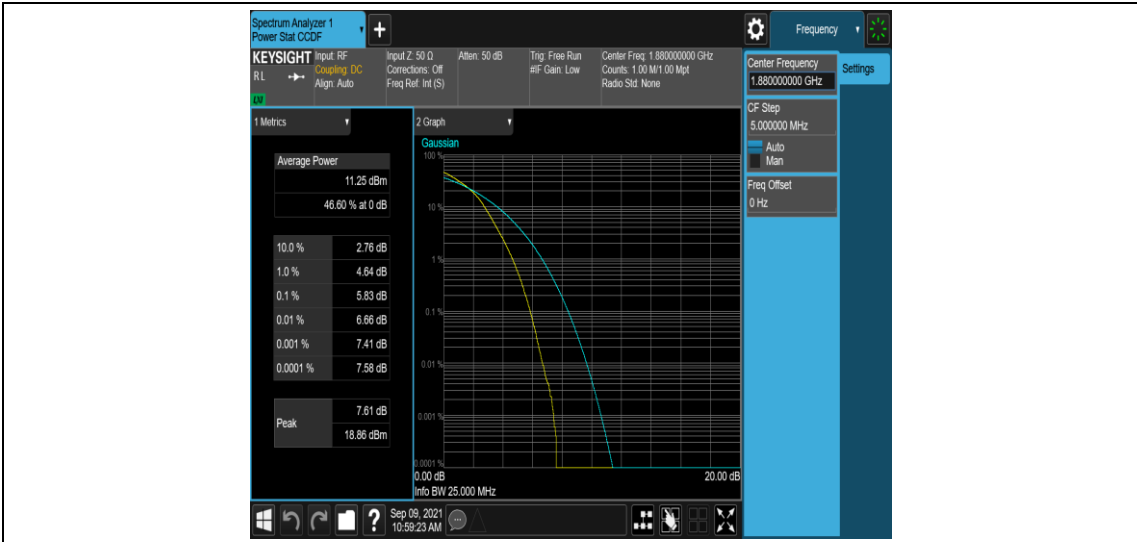 Spectrum Analyzer 1
Power Stat CCDF
+
Frequency
KEYSIGHT
RL
LXI
Input: RF
Coupling: DC
Align: Auto
Input Z: 50 Ω
Corrections: Off
Freq Ref: Int (S)
Atten: 50 dB
Trig: Free Run
#IF Gain: Low
Center Freq: 1.880000000 GHz
Counts: 1.00 M/1.00 Mpt
Radio Std: None
Center Frequency
1.880000000 GHz
Settings
CF Step
5.000000 MHz
Auto
Man
Freq Offset
0 Hz
1 Metrics
Average Power
11.25 dBm
46.60 % at 0 dB
10.0 % 2.76 dB
1.0 % 4.64 dB
0.1 % 5.83 dB
0.01 % 6.66 dB
0.001 % 7.41 dB
0.0001 % 7.58 dB
Peak 7.61 dB
18.86 dBm
2 Graph
Gaussian
100 %
10 %
1 %
0.1 %
0.01 %
0.001 %
0.0001 %
0.00 dB 20.00 dB
Info BW 25.000 MHz
?
Sep 09, 2021
10:59:23 AM